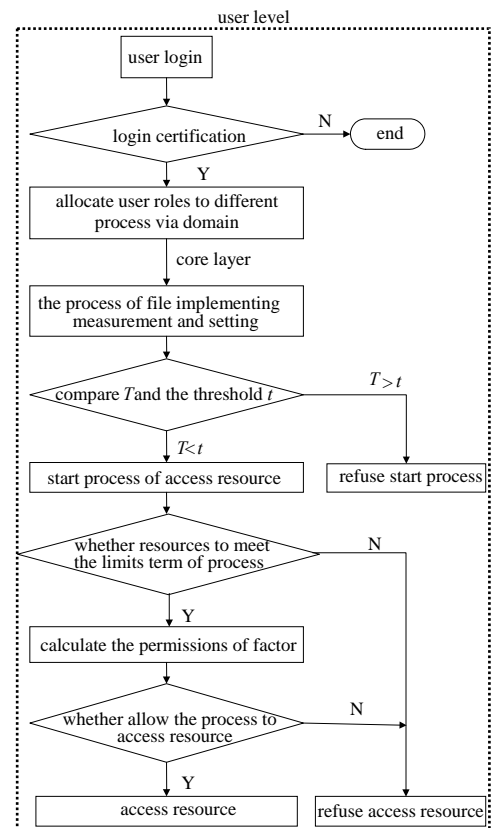 user level
user login
login certification
N
end
Y
allocate user roles to different
process via domain
core layer
the process of file implementing
measurement and setting
compare T and the threshold t
T > t
T<t
start process of access resource
refuse start process
whether resources to meet
the limits term of process
N
Y
calculate the permissions of factor
whether allow the process to
access resource
N
Y
access resource
refuse access resource